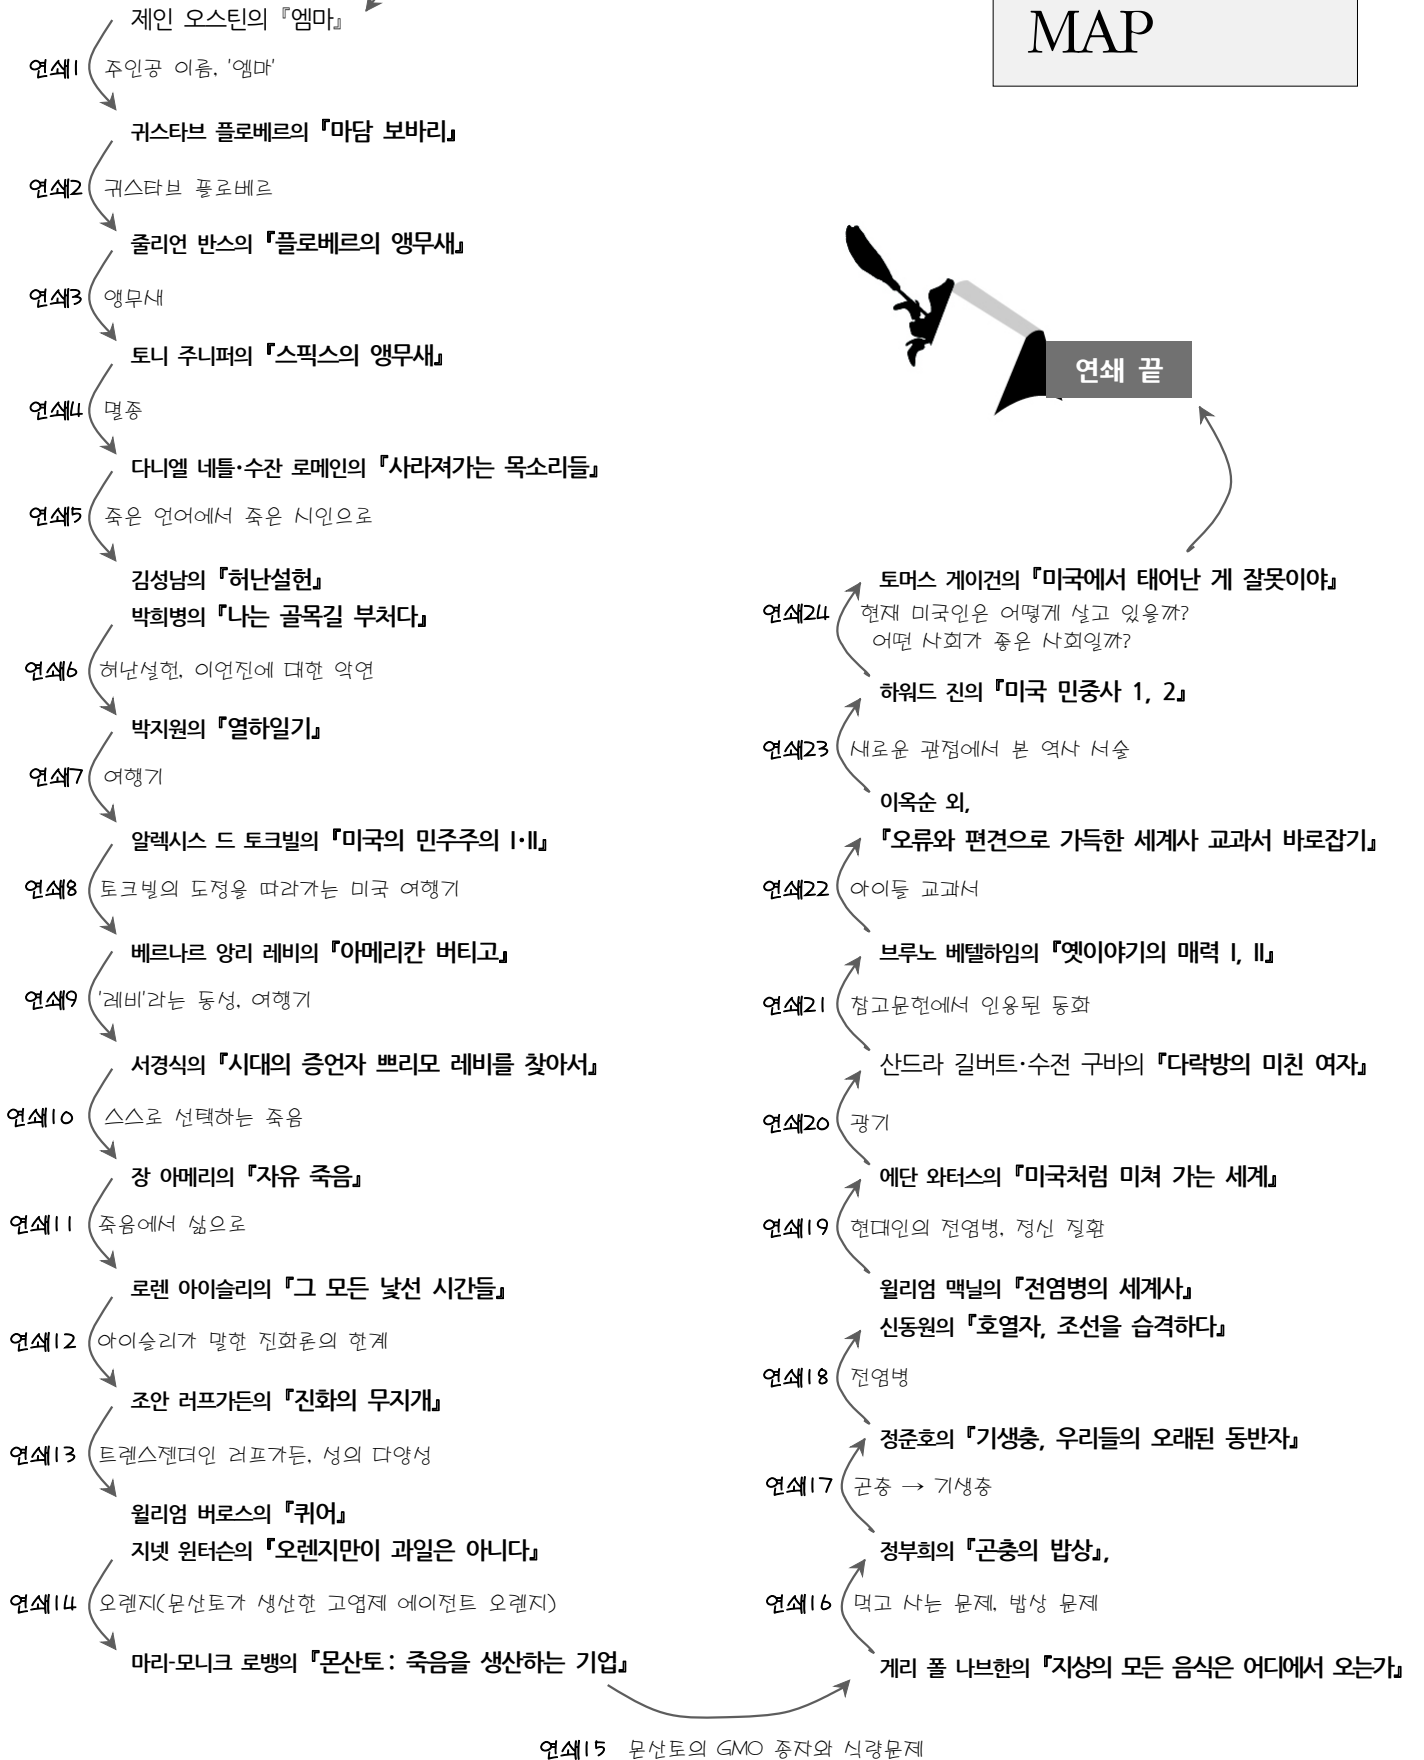 제인 오스틴의 『엠마』
연쇄1 주인공 이름, '엠마'
귀스타브 플로베르의 『마담 보바리』
연쇄2 귀스타브 플로베르
줄리언 반스의 『플로베르의 앵무새』
연쇄3 앵무새
토니 주니퍼의 『스픽스의 앵무새』
연쇄4 멸종
다니엘 네틀·수잔 로메인의 『사라져가는 목소리들』
연쇄5 죽은 언어에서 죽은 시인으로
김성남의 『허난설헌』
박희병의 『나는 골목길 부처다』
연쇄6 허난설헌, 이언진에 대한 악연
박지원의 『열하일기』
연쇄7 여행기
알렉시스 드 토크빌의 『미국의 민주주의 I·II』
연쇄8 토크빌의 도정을 따라가는 미국 여행기
베르나르 앙리 레비의 『아메리칸 버티고』
연쇄9 '레비'라는 동성, 여행기
서경식의 『시대의 증언자 쁘리모 레비를 찾아서』
연쇄10 스스로 선택하는 죽음
장 아메리의 『자유 죽음』
연쇄11 죽음에서 삶으로
로렌 아이슬리의 『그 모든 낯선 시간들』
연쇄12 아이슬리가 말한 진화론의 한계
조안 러프가든의 『진화의 무지개』
연쇄13 트렌스젠더인 러프가든, 성의 다양성
윌리엄 버로스의 『퀴어』
지넷 윈터슨의 『오렌지만이 과일은 아니다』
연쇄14 오렌지(몬산토가 생산한 고엽제 에이전트 오렌지)
마리-모니크 로뱅의 『몬산토: 죽음을 생산하는 기업』
연쇄15 몬산토의 GMO 종자와 식량문제
MAP
연쇄 끝
토머스 게이건의 『미국에서 태어난 게 잘못이야』
연쇄24 현재 미국인은 어떻게 살고 있을까?
어떤 사회가 좋은 사회일까?
하워드 진의 『미국 민중사 1, 2』
연쇄23 새로운 관점에서 본 역사 서술
이옥순 외,
『오류와 편견으로 가득한 세계사 교과서 바로잡기』
연쇄22 아이들 교과서
브루노 베텔하임의 『옛이야기의 매력 I, II』
연쇄21 참고문헌에서 인용된 동화
산드라 길버트·수전 구바의 『다락방의 미친 여자』
연쇄20 광기
에단 와터스의 『미국처럼 미쳐 가는 세계』
연쇄19 현대인의 전염병, 정신 질환
윌리엄 맥닐의 『전염병의 세계사』
신동원의 『호열자, 조선을 습격하다』
연쇄18 전염병
정준호의 『기생충, 우리들의 오래된 동반자』
연쇄17 곤충 → 기생충
정부희의 『곤충의 밥상』,
연쇄16 먹고 사는 문제, 밥상 문제
게리 폴 나브한의 『지상의 모든 음식은 어디에서 오는가』